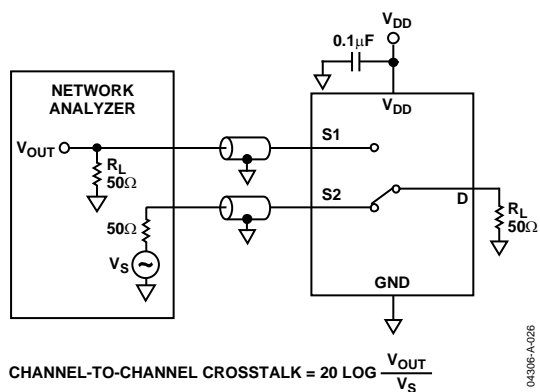 V_DD
0.1μF
NETWORK
ANALYZER
V_DD
V_OUT
S1
R_L
50Ω
S2
50Ω
D
R_L
50Ω
V_S
GND
CHANNEL-TO-CHANNEL CROSSTALK = 20 LOG V_OUT / V_S
04306-A-026